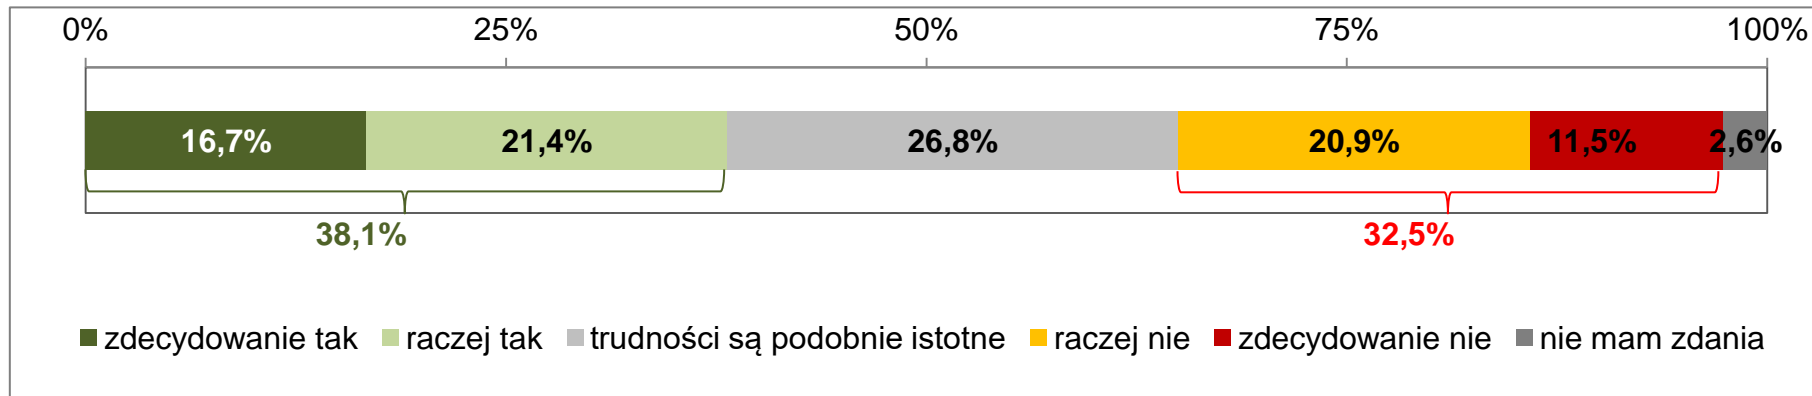 0% 25% 50% 75% 100%
16,7% 21,4% 26,8% 20,9% 11,5% 2,6%
38,1% 32,5%
zdecydowanie tak raczej tak trudności są podobnie istotne raczej nie zdecydowanie nie nie mam zdania